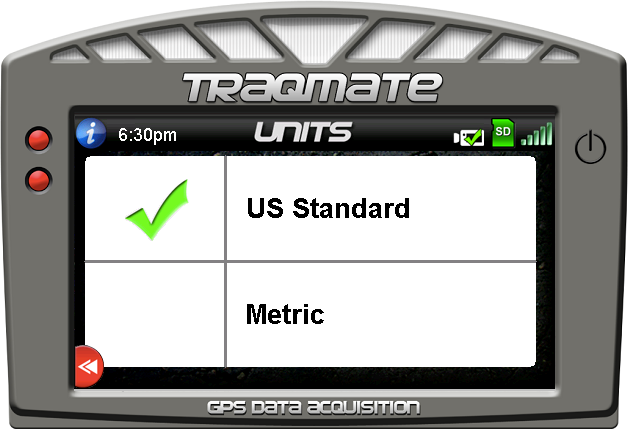 TRAQMATE
i 6:30pm UNITS SD
US Standard
Metric
GPS DATA ACQUISITION